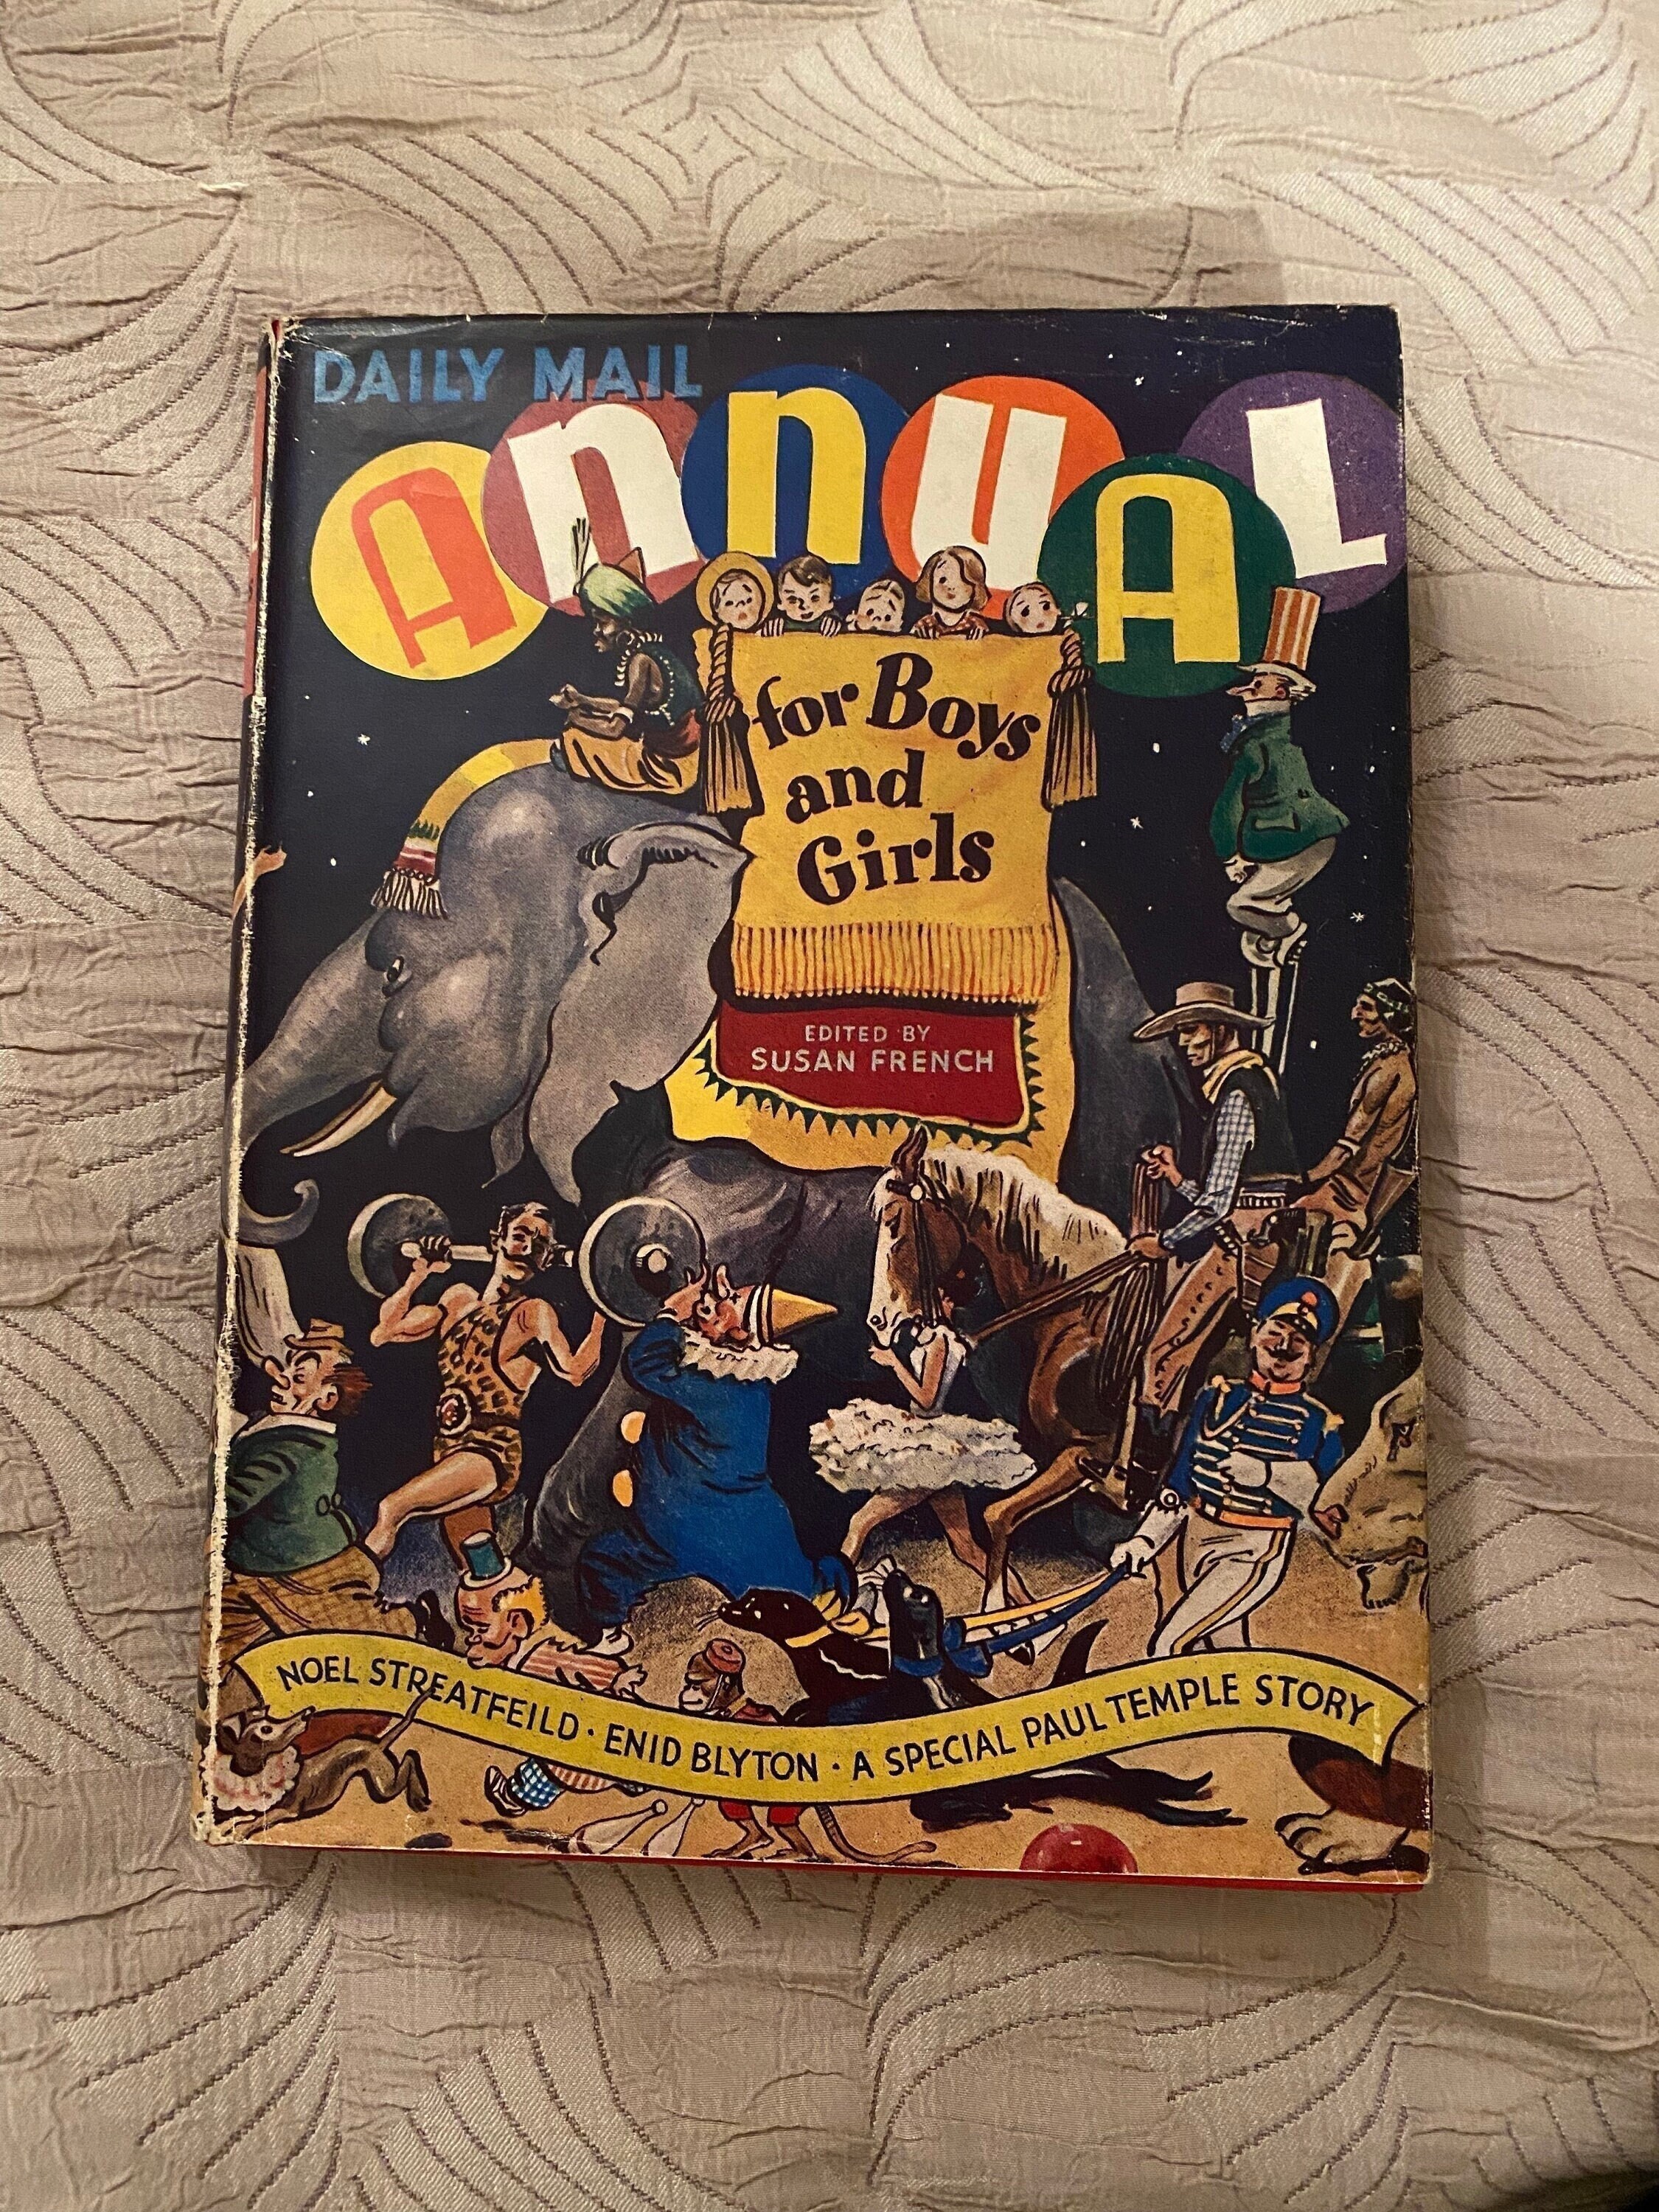 DAILY MAIL
AnnuAL
for Boys
and
Girls
EDITED BY
SUSAN FRENCH
NOEL STREATFEILD · ENID BLYTON · A SPECIAL PAUL TEMPLE STORY